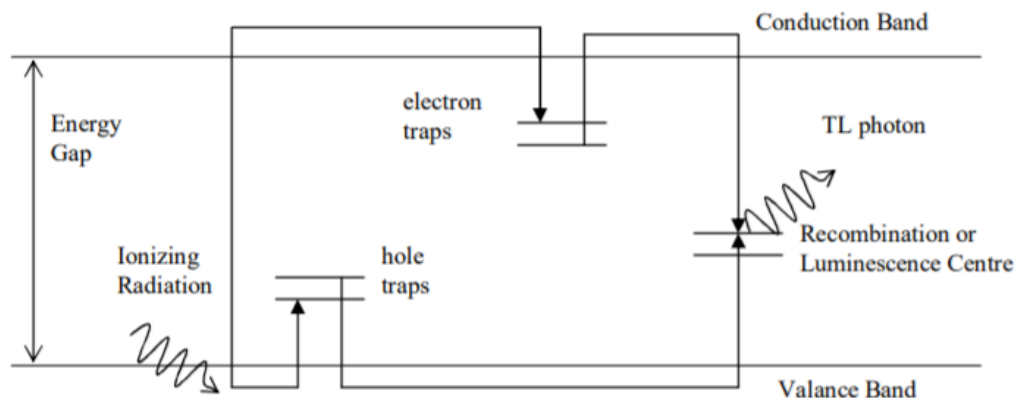 Conduction Band
Energy
Gap
electron
traps
TL photon
Ionizing
Radiation
hole
traps
Recombination or
Luminescence Centre
Valance Band